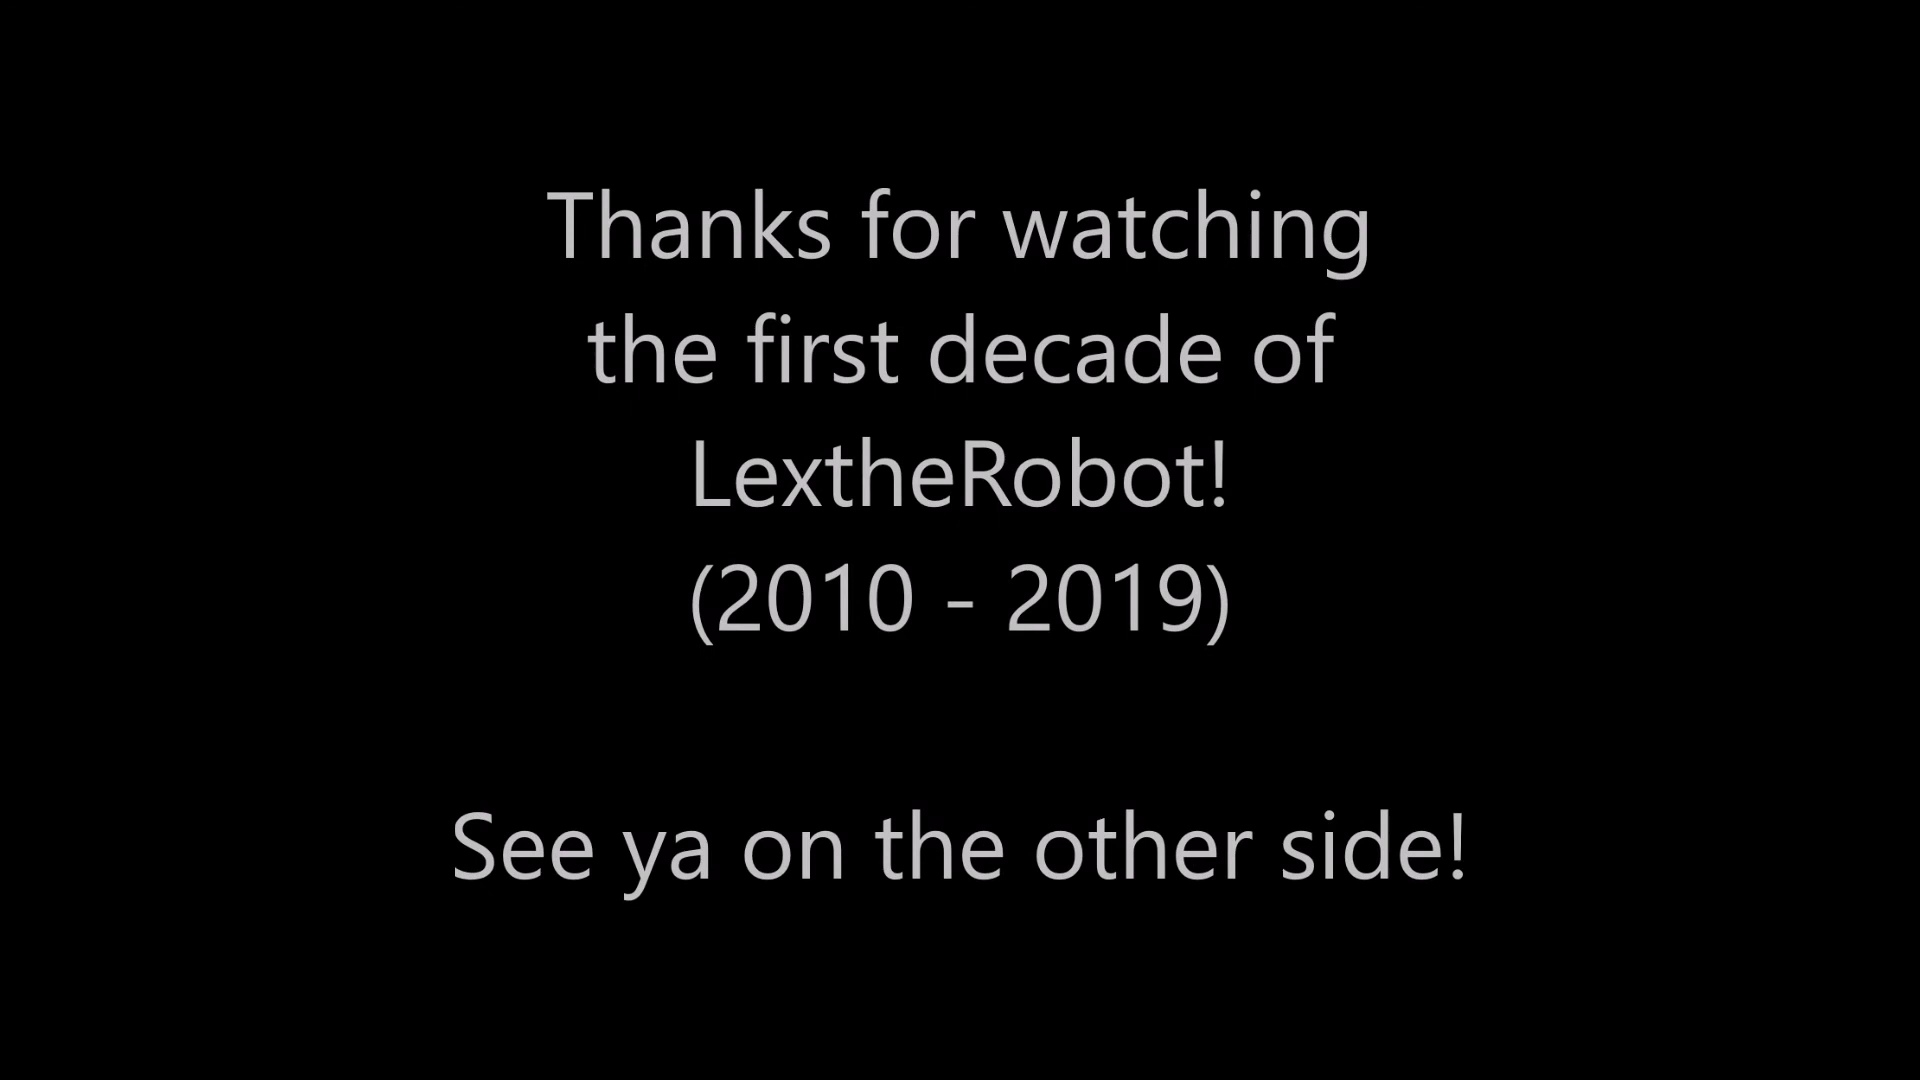 Thanks for watching
the first decade of
LextheRobot!
(2010 - 2019)
See ya on the other side!